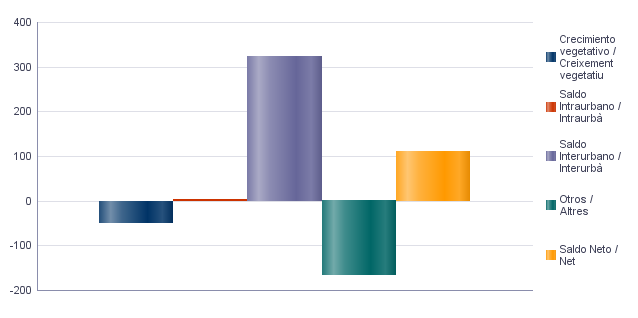 400
300
200
100
0
-100
-200
Crecimiento
vegetativo /
Creixement
vegetatiu
Saldo
Intraurbano /
Intraurbà
Saldo
Interurbano /
Interurbà
Otros /
Altres
Saldo Neto /
Net